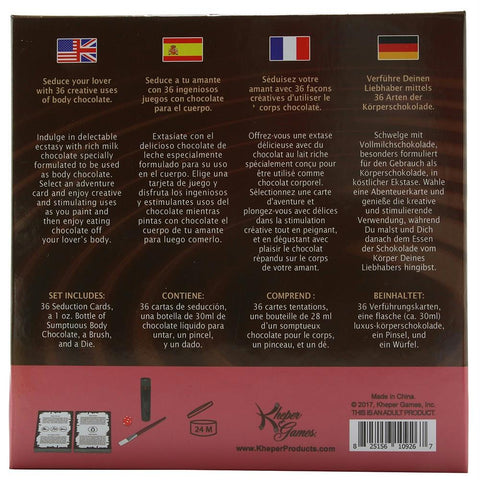 Seduce your lover
with 36 creative uses
of body chocolate.
Indulge in delectable
ecstasy with rich milk
chocolate specially
formulated to be used
as body chocolate.
Select an adventure
card and enjoy creative
and stimulating uses
as you paint and
then enjoy eating
chocolate off
your lover's body.
SET INCLUDES:
36 Seduction Cards,
a 1 oz. Bottle of
Sumptuous Body
Chocolate, a Brush,
and a Die.
Seduce a tu amante
con 36 ingeniosos
juegos con chocolate
para el cuerpo.
Extasíate con el
delicioso chocolate de
leche especialmente
formulado para su uso
en el cuerpo. Elige una
tarjeta de juego y
disfruta los ingeniosos
y estimulantes usos del
chocolate mientras
pintas con chocolate el
cuerpo de tu amante
para luego comerlo.
CONTIENE:
36 cartas de seducción,
una botella de 30ml de
chocolate líquido para
untar, un pincel,
y un dado.
Séduisez votre
amant avec 36 façons
créatives d'utiliser le
' corps chocolate.
Offrez-vous une extase
délicieuse avec du
chocolat au lait riche
spécialement conçu pour
être utilisé comme
chocolat corporel.
Sélectionnez une carte
d'aventure et
plongez-vous avec délices
dans la stimulation
créative tout en peignant,
et en dégustant avec
plaisir le chocolat
répandu sur le corps
de votre amant.
COMPREND :
36 cartes tentations,
une bouteille de 28 ml
d'un somptueux
chocolate pour le corps,
un pinceau, et un dé.
Verführe Deinen
Liebhaber mittels
36 Arten der
Körperschokolade.
Schwelge mit
Vollmilchschokolade,
besonders formuliert
für den Gebrauch als
Körperschokolade, in
köstlicher Ekstase. Wähle
eine Abenteuerkarte und
genieße die kreative
und stimulierende
Verwendung, während
Du malst und Dich
danach dem Essen
der Schokolade vom
Körper Deines
Liebhabers hingibst.
BEINHALTET:
36 Verführungskarten,
eine flasche (ca. 30ml)
luxus-körperschokolade,
ein Pinsel, und
ein Würfel.
24 M
Kheper
Games
www.KheperProducts.com
Made in China.
© 2017, Kheper Games, Inc.
THIS IS AN ADULT PRODUCT.
8 25156 10926 7